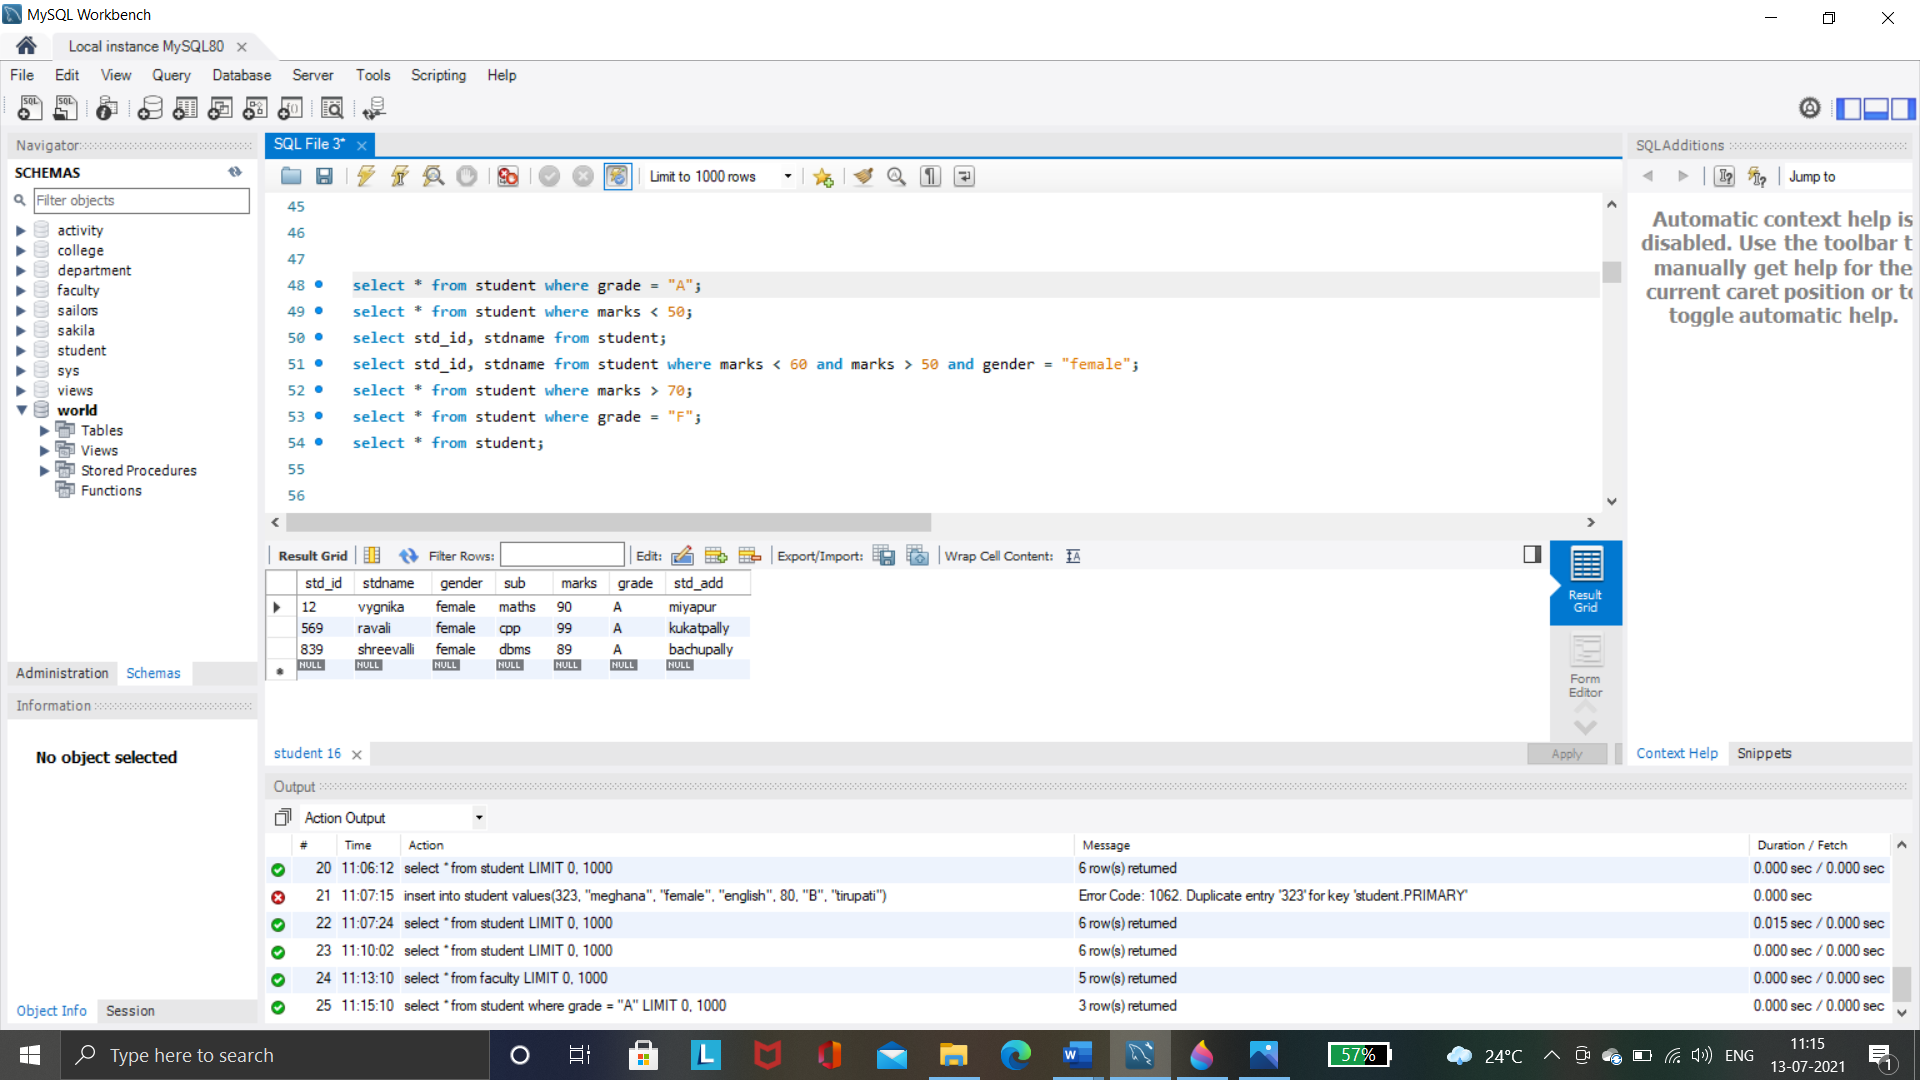 MySQL Workbench
Local instance MySQL80
File Edit View Query Database Server Tools Scripting Help
Navigator
SCHEMAS
Filter objects
activity
college
department
faculty
sailors
sakila
student
sys
views
world
Tables
Views
Stored Procedures
Functions
Administration Schemas
Information
No object selected
Object Info Session
SQL File 3*
Limit to 1000 rows
45
46
47
48 select * from student where grade = "A";
49 select * from student where marks < 50;
50 select std_id, stdname from student;
51 select std_id, stdname from student where marks < 60 and marks > 50 and gender = "female";
52 select * from student where marks > 70;
53 select * from student where grade = "F";
54 select * from student;
55
56
Result Grid Filter Rows: Edit: Export/Import: Wrap Cell Content:
std_id stdname gender sub marks grade std_add
12 vygnika female maths 90 A miyapur
569 ravali female cpp 99 A kukatpally
839 shreevalli female dbms 89 A bachupally
NULL NULL NULL NULL NULL NULL NULL
Result Grid
Form Editor
student 16
Apply
SQLAdditions
Jump to
Automatic context help is
disabled. Use the toolbar t
manually get help for the
current caret position or to
toggle automatic help.
Context Help Snippets
Output
Action Output
# Time Action Message Duration / Fetch
20 11:06:12 select * from student LIMIT 0, 1000 6 row(s) returned 0.000 sec / 0.000 sec
21 11:07:15 insert into student values(323, "meghana", "female", "english", 80, "B", "tirupati") Error Code: 1062. Duplicate entry '323' for key 'student.PRIMARY' 0.000 sec
22 11:07:24 select * from student LIMIT 0, 1000 6 row(s) returned 0.015 sec / 0.000 sec
23 11:10:02 select * from student LIMIT 0, 1000 6 row(s) returned 0.000 sec / 0.000 sec
24 11:13:10 select * from faculty LIMIT 0, 1000 5 row(s) returned 0.000 sec / 0.000 sec
25 11:15:10 select * from student where grade = "A" LIMIT 0, 1000 3 row(s) returned 0.000 sec / 0.000 sec
Type here to search
57%
24°C
ENG
11:15
13-07-2021
1